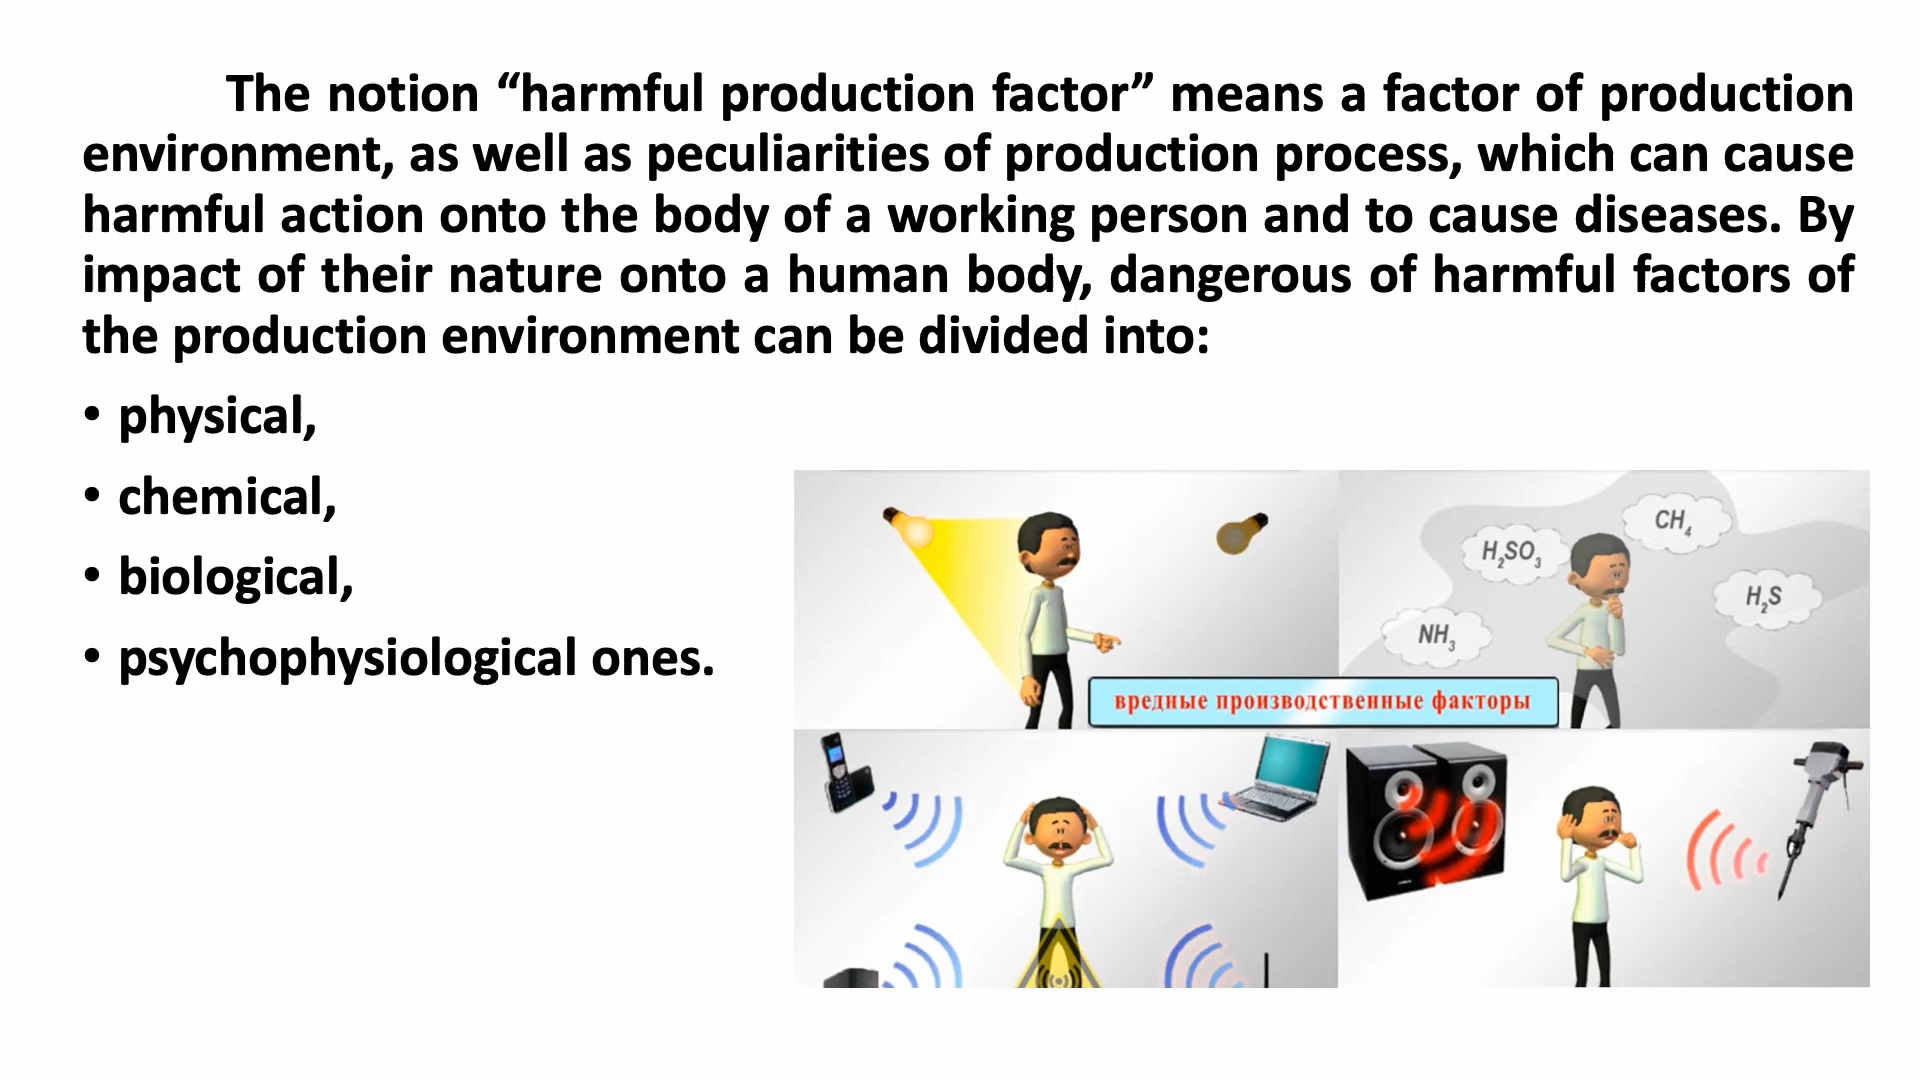 The notion “harmful production factor” means a factor of production
environment, as well as peculiarities of production process, which can cause
harmful action onto the body of a working person and to cause diseases. By
impact of their nature onto a human body, dangerous of harmful factors of
the production environment can be divided into:
• physical,
• chemical,
• biological,
• psychophysiological ones.
CH₄
H₂SO₃
H₂S
NH₃
вредные производственные факторы